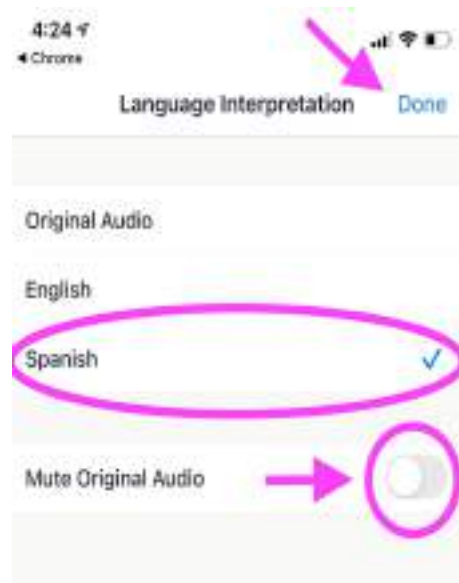 4:24
Chrome
Language Interpretation Done
Original Audio
English
Spanish
Mute Original Audio